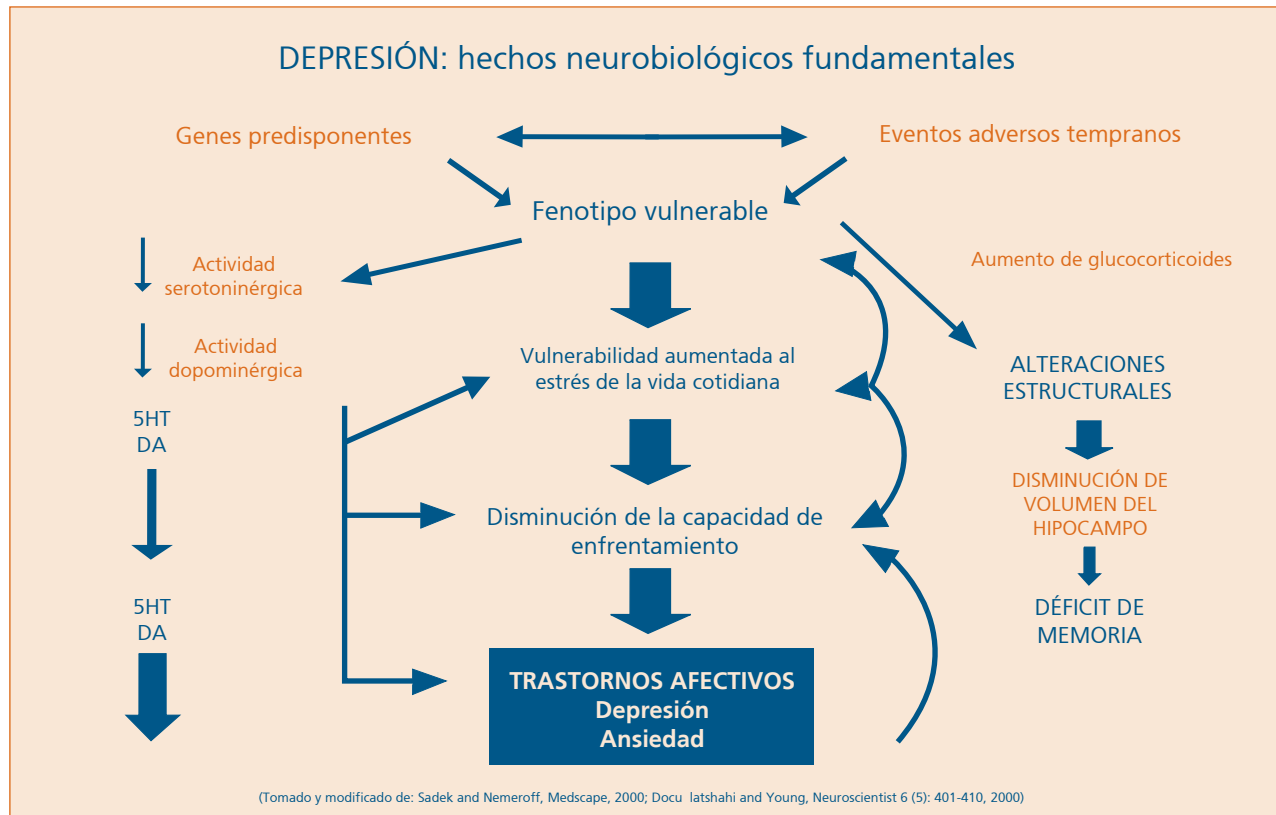 DEPRESIÓN: hechos neurobiológicos fundamentales
Genes predisponentes
Eventos adversos tempranos
Fenotipo vulnerable
Actividad
serotoninérgica
Aumento de glucocorticoides
Actividad
dopominérgica
Vulnerabilidad aumentada al
estrés de la vida cotidiana
ALTERACIONES
ESTRUCTURALES
5HT
DA
DISMINUCIÓN DE
VOLUMEN DEL
HIPOCAMPO
Disminución de la capacidad de
enfrentamiento
5HT
DA
DÉFICIT DE
MEMORIA
TRASTORNOS AFECTIVOS
Depresión
Ansiedad
(Tomado y modificado de: Sadek and Nemeroff, Medscape, 2000; Docu latshahi and Young, Neuroscientist 6 (5): 401-410, 2000)